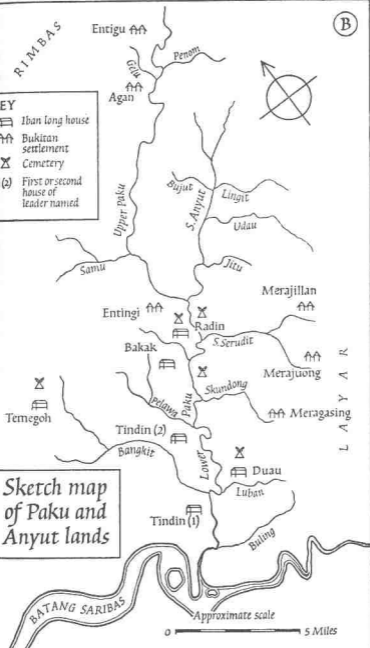 B
RIMBAS
Entigu
Penom
Gelu
Agan
EY
Iban long house
Bukitan
settlement
Cemetery
(2) First or second
house of
leader named
Upper Paku
Bujut
Lingit
S. Anyut
Udau
Samu
Jitu
Merajillan
Entingi
Radin
S. Serudit
Bakak
Merajuong
LAYAR
Skundong
Temegoh
Pelawa
Paku
Meragasing
Tindin (2)
Bangkit
Lower
Duau
Luban
Sketch map
of Paku and
Anyut lands
Tindin (1)
Buling
BATANG SARIBAS
Approximate scale
0 5 Miles